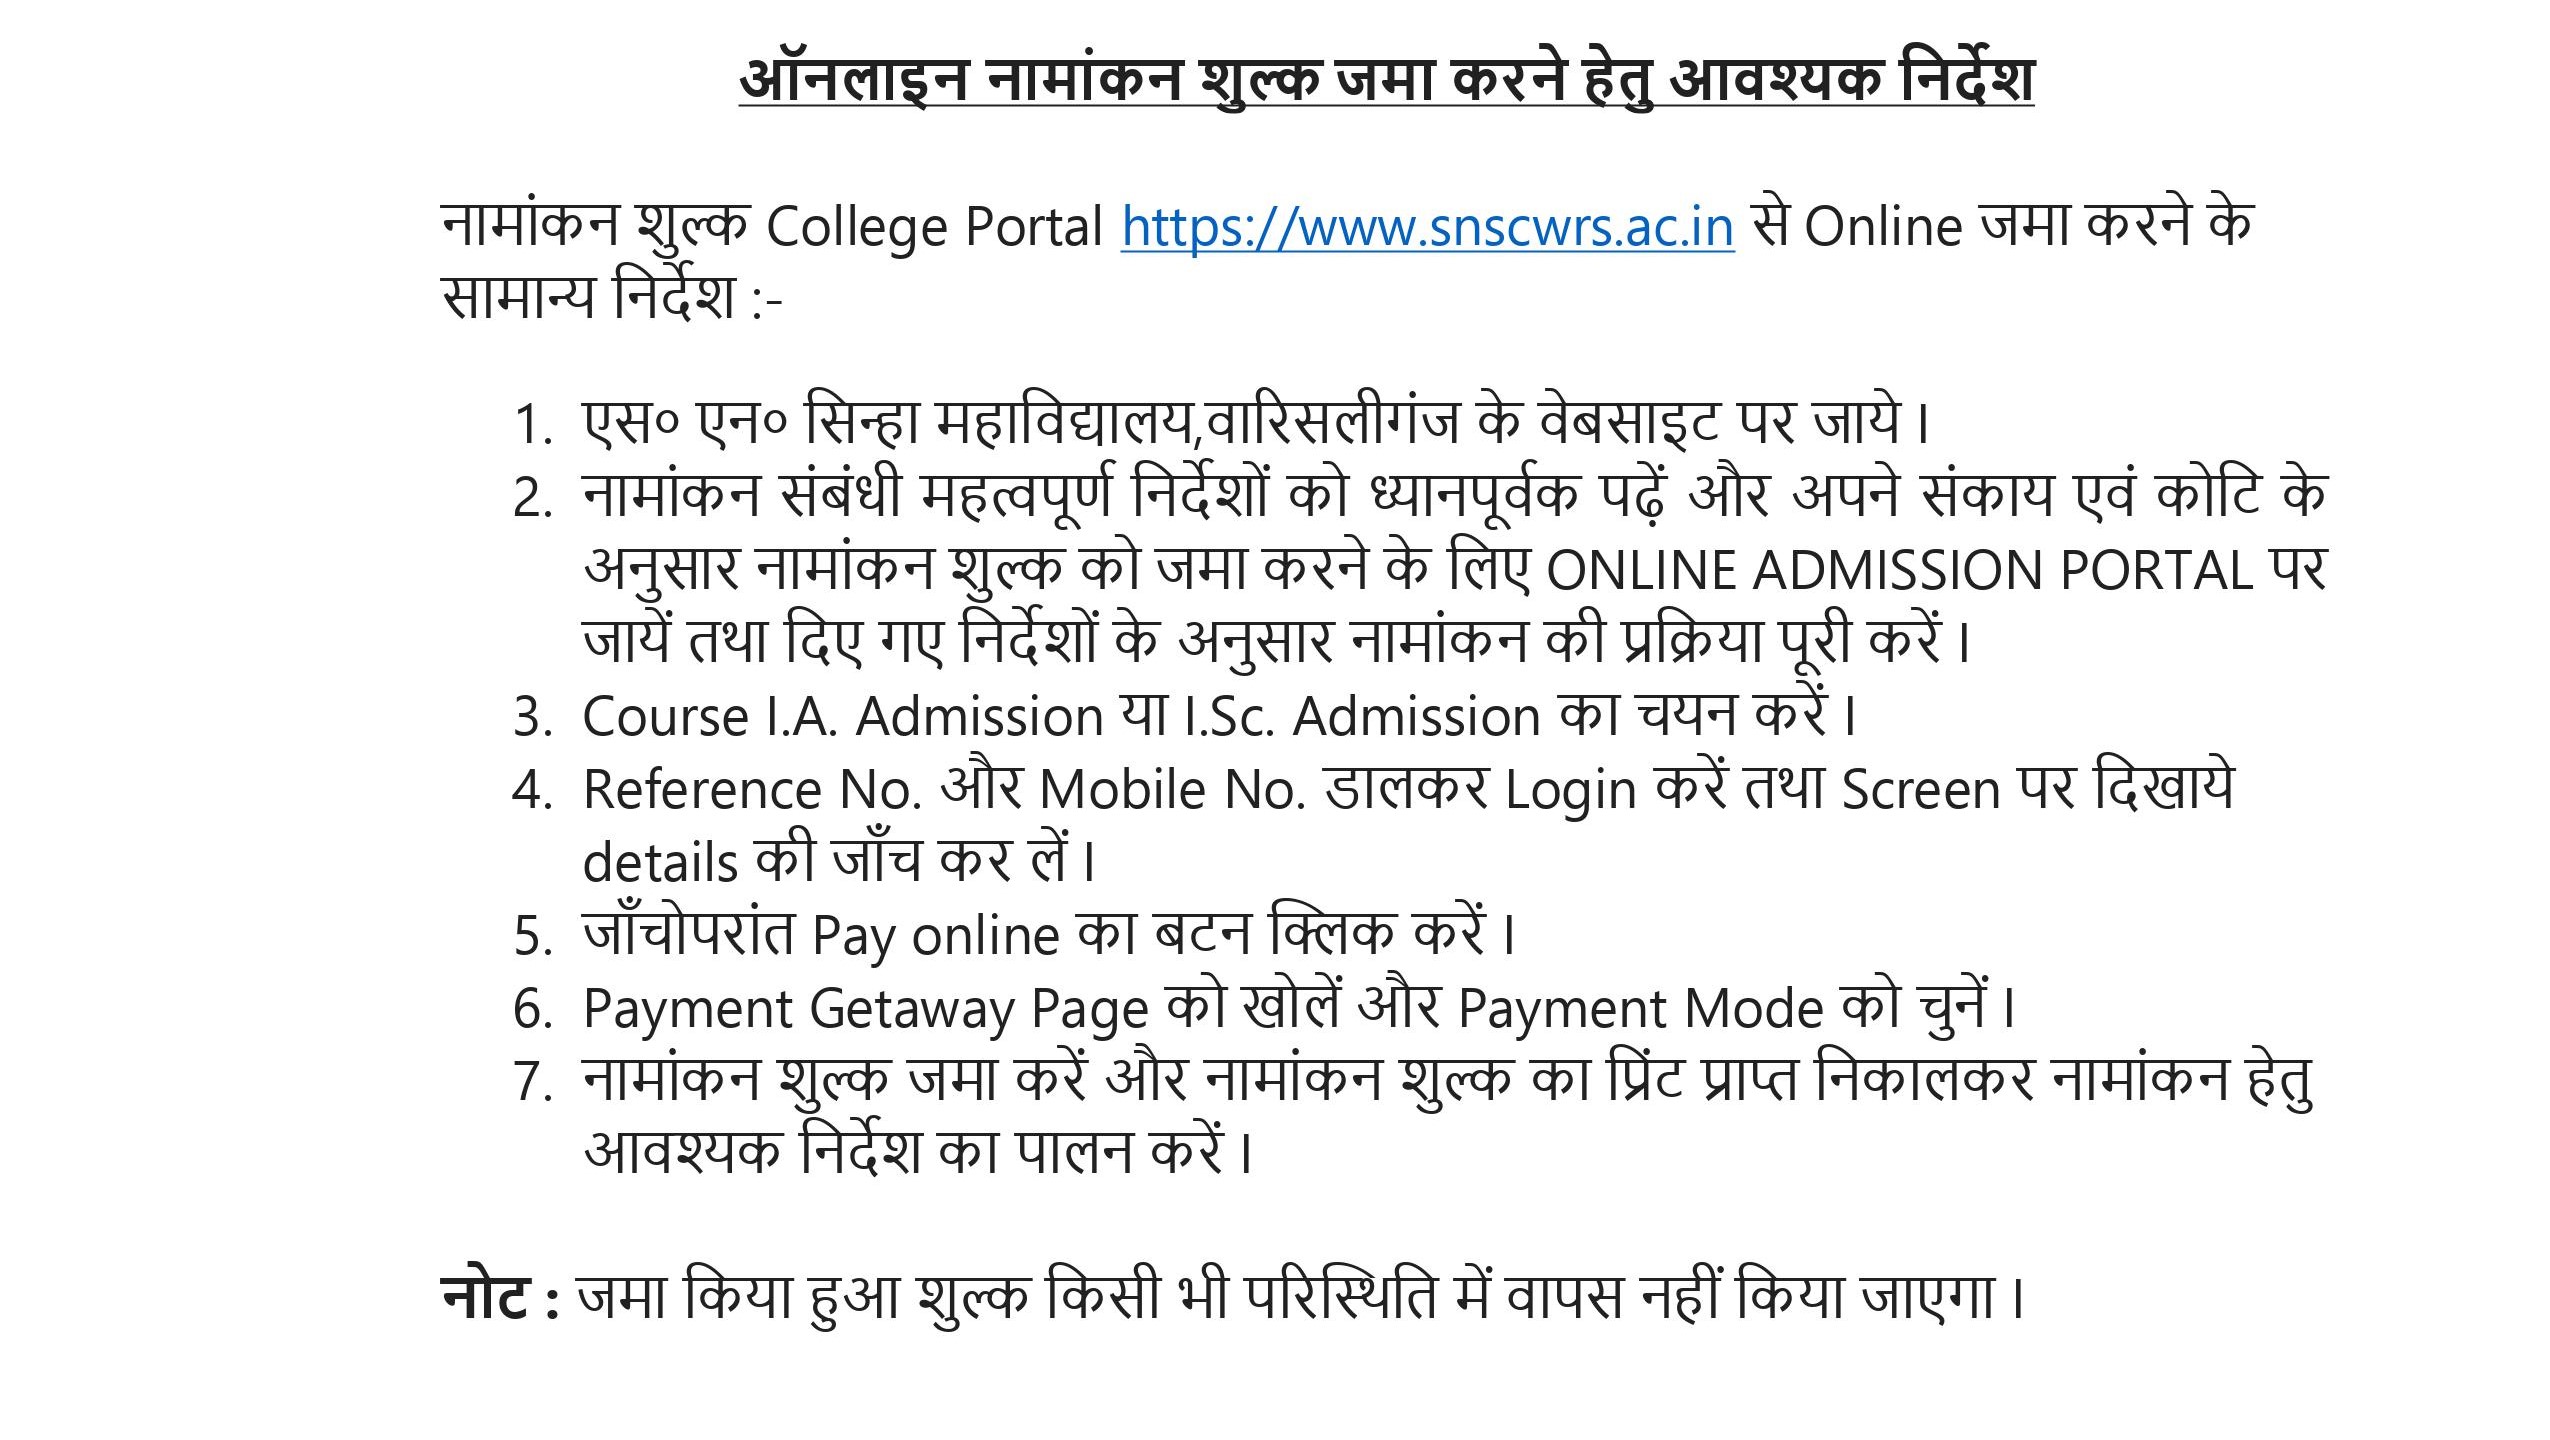 ऑनलाइन नामांकन शुल्क जमा करने हेतु आवश्यक निर्देश
नामांकन शुल्क College Portal https://www.snscwrs.ac.in से Online जमा करने के
सामान्य निर्देश :-
1. एस० एन० सिन्हा महाविद्यालय,वारिसलीगंज के वेबसाइट पर जाये।
2. नामांकन संबंधी महत्वपूर्ण निर्देशों को ध्यानपूर्वक पढ़ें और अपने संकाय एवं कोटि के
अनुसार नामांकन शुल्क को जमा करने के लिए ONLINE ADMISSION PORTAL पर
जायें तथा दिए गए निर्देशों के अनुसार नामांकन की प्रक्रिया पूरी करें।
3. Course I.A. Admission या I.Sc. Admission का चयन करें।
4. Reference No. और Mobile No. डालकर Login करें तथा Screen पर दिखाये
details की जाँच कर लें।
5. जाँचोपरांत Pay online का बटन क्लिक करें।
6. Payment Getaway Page को खोलें और Payment Mode को चुनें।
7. नामांकन शुल्क जमा करें और नामांकन शुल्क का प्रिंट प्राप्त निकालकर नामांकन हेतु
आवश्यक निर्देश का पालन करें।
नोट : जमा किया हुआ शुल्क किसी भी परिस्थिति में वापस नहीं किया जाएगा।